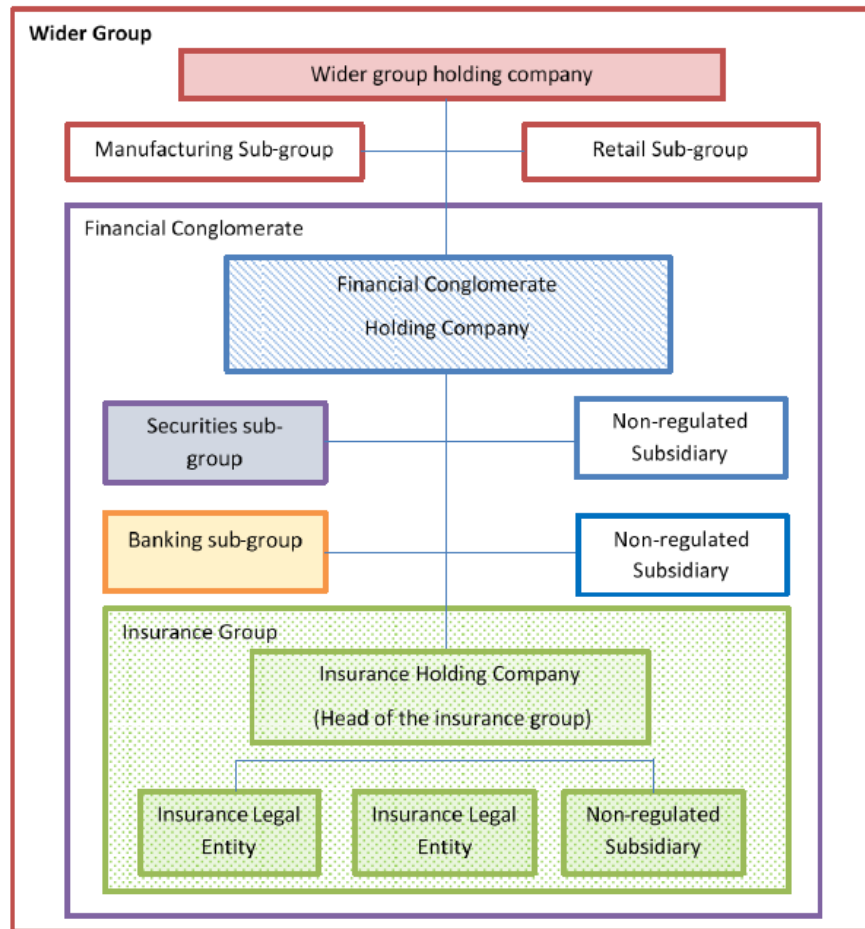 Wider Group
Wider group holding company
Manufacturing Sub-group
Retail Sub-group
Financial Conglomerate
Financial Conglomerate
Holding Company
Securities sub-
group
Non-regulated
Subsidiary
Banking sub-group
Non-regulated
Subsidiary
Insurance Group
Insurance Holding Company
(Head of the insurance group)
Insurance Legal
Entity
Insurance Legal
Entity
Non-regulated
Subsidiary